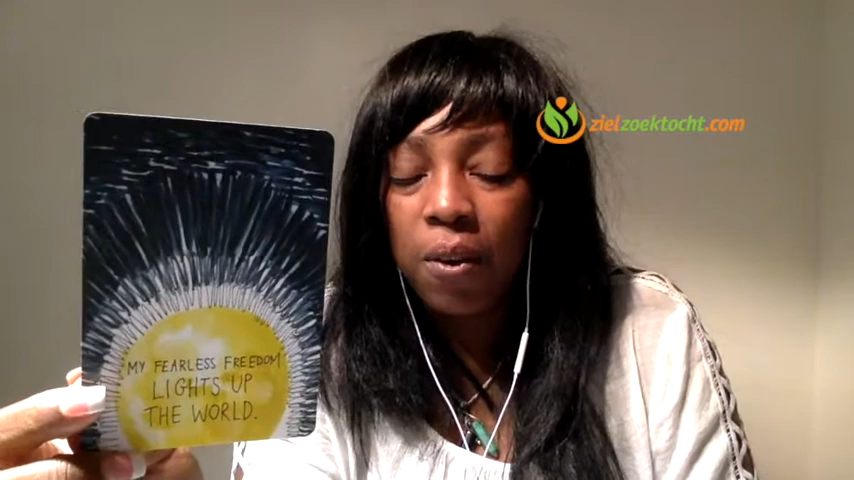 zielzoektocht.com
MY FEARLESS FREEDOM
LIGHTS UP
THE WORLD.